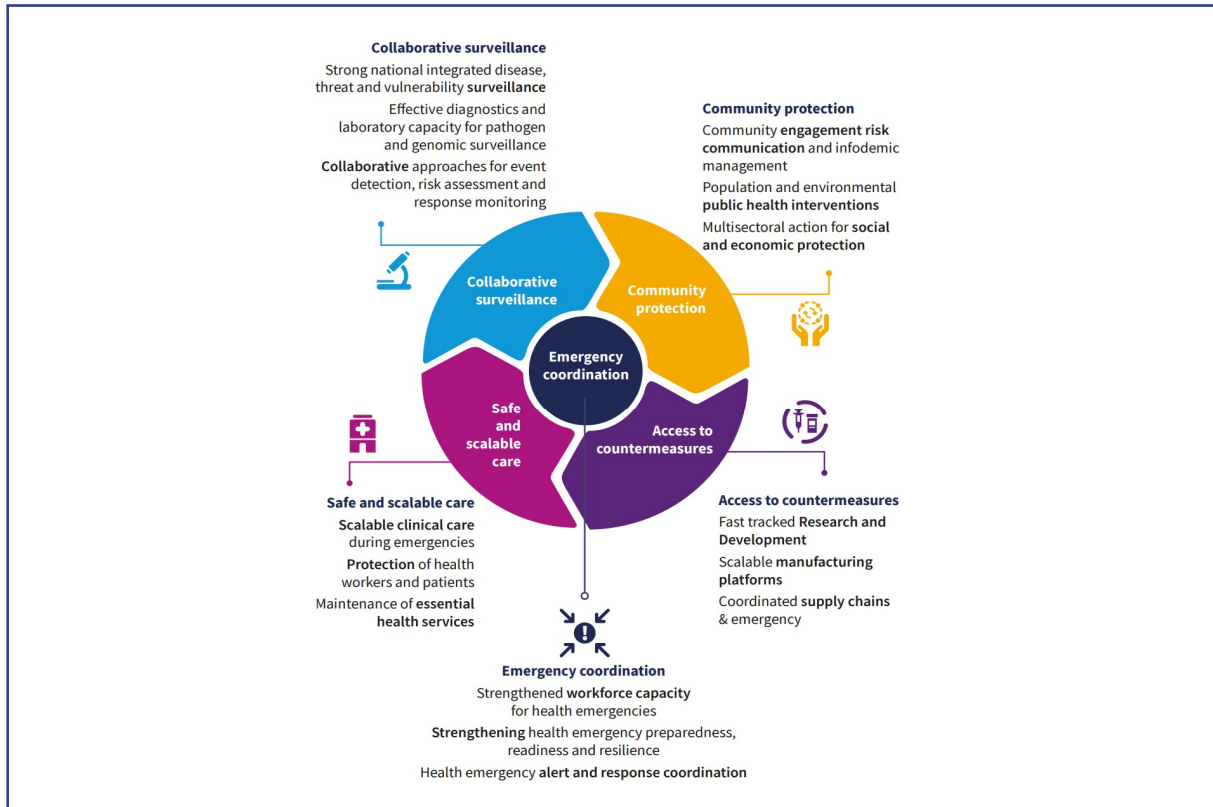 Collaborative surveillance
Strong national integrated disease,
threat and vulnerability surveillance
Effective diagnostics and
laboratory capacity for pathogen
and genomic surveillance
Collaborative approaches for event
detection, risk assessment and
response monitoring
Community protection
Community engagement risk
communication and infodemic
management
Population and environmental
public health interventions
Multisectoral action for social
and economic protection
Collaborative
surveillance
Community
protection
Emergency
coordination
Safe
and
scalable
care
Access to
countermeasures
Safe and scalable care
Scalable clinical care
during emergencies
Protection of health
workers and patients
Maintenance of essential
health services
Access to countermeasures
Fast tracked Research and
Development
Scalable manufacturing
platforms
Coordinated supply chains
& emergency
Emergency coordination
Strengthened workforce capacity
for health emergencies
Strengthening health emergency preparedness,
readiness and resilience
Health emergency alert and response coordination